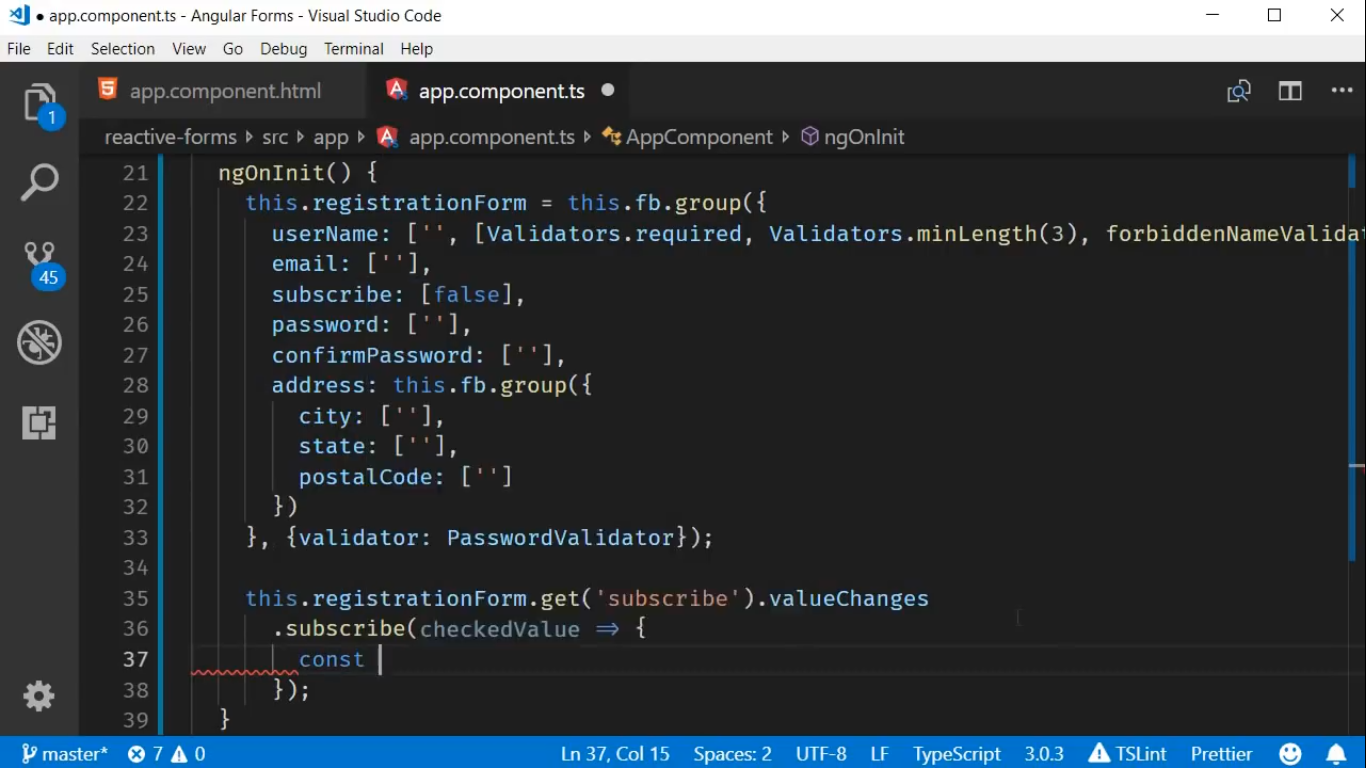 ● app.component.ts - Angular Forms - Visual Studio Code
File Edit Selection View Go Debug Terminal Help
app.component.html app.component.ts ●
1
reactive-forms src app app.component.ts AppComponent ngOnInit
21 ngOnInit() {
22 this.registrationForm = this.fb.group({
23 userName: ['', [Validators.required, Validators.minLength(3), forbiddenNameValidat
24 email: [''],
25 subscribe: [false],
45
26 password: [''],
27 confirmPassword: [''],
28 address: this.fb.group({
29 city: [''],
30 state: [''],
31 postalCode: ['']
32 })
33 }, {validator: PasswordValidator});
34
35 this.registrationForm.get('subscribe').valueChanges
36 .subscribe(checkedValue => {
37 const
38 });
39 }
master* 7 0 Ln 37, Col 15 Spaces: 2 UTF-8 LF TypeScript 3.0.3 TSLint Prettier